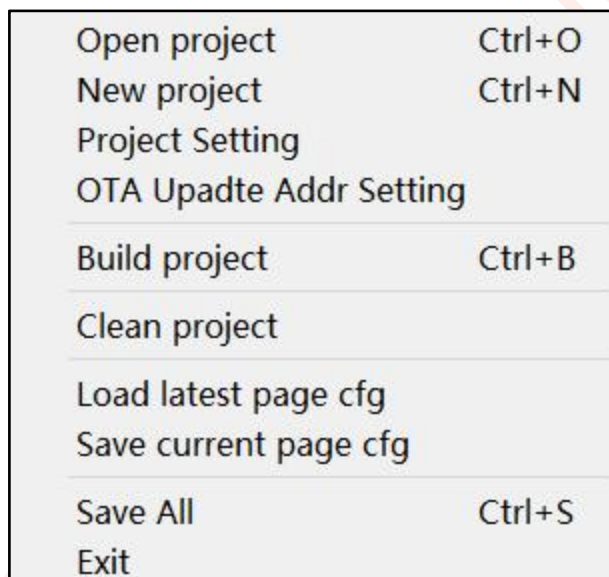 Open project Ctrl+O
New project Ctrl+N
Project Setting
OTA Upadte Addr Setting
Build project Ctrl+B
Clean project
Load latest page cfg
Save current page cfg
Save All Ctrl+S
Exit